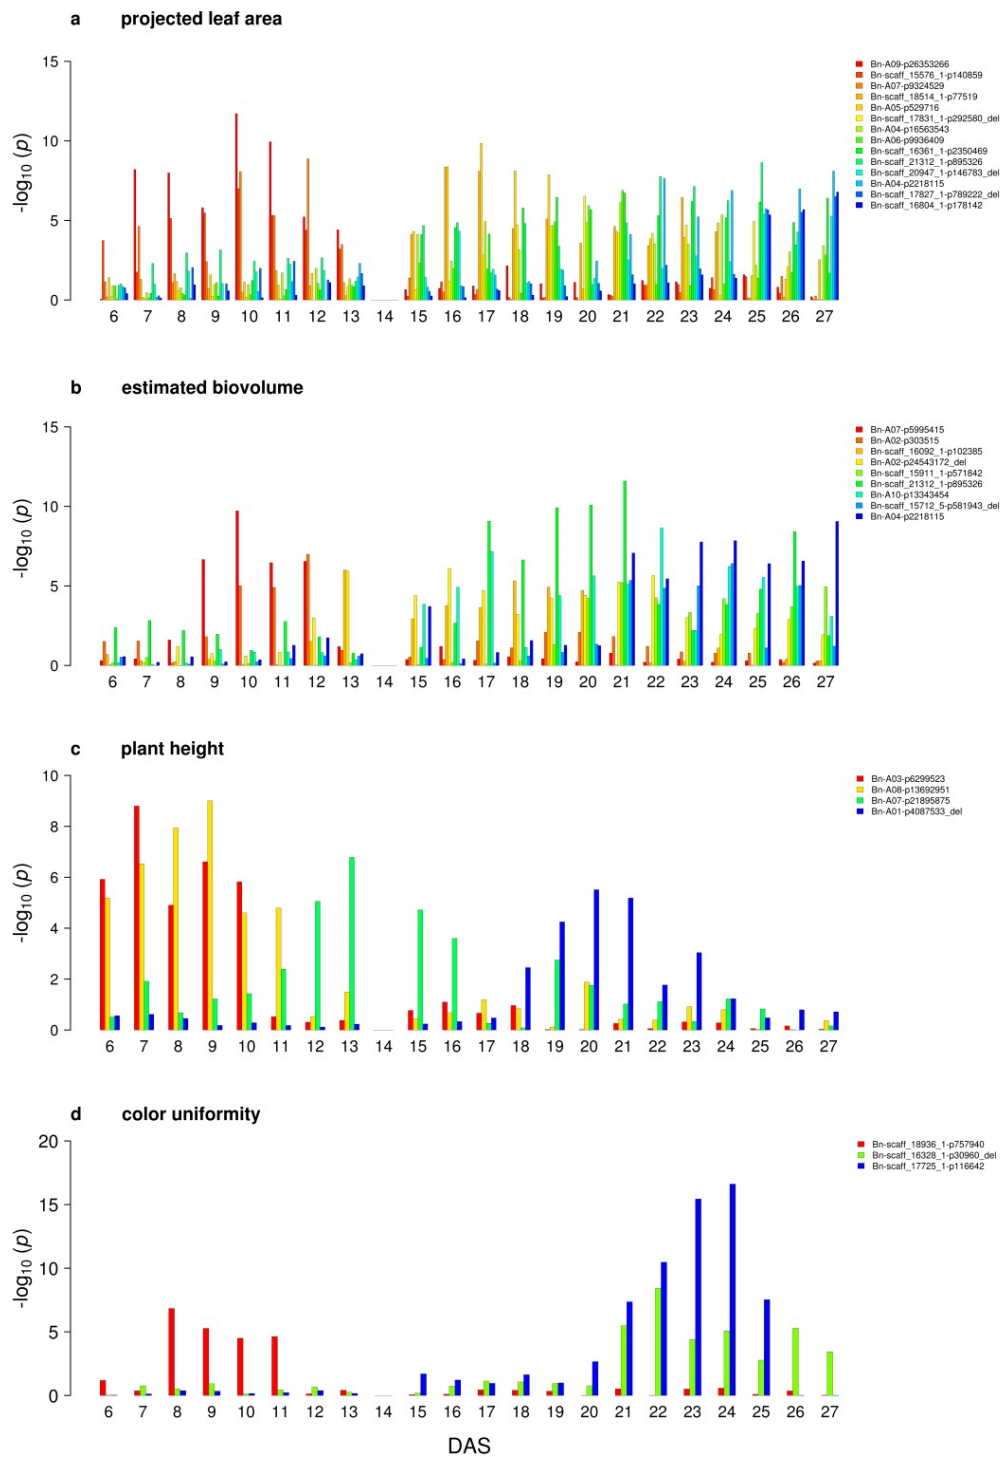 a projected leaf area
15
10
5
0
-log10 (p)
6 7 8 9 10 11 12 13 14 15 16 17 18 19 20 21 22 23 24 25 26 27
Bn-A09-p26353266
Bn-scaff_15576_1-p140859
Bn-A07-p9324529
Bn-scaff_18514_1-p77519
Bn-A05-p529716
Bn-scaff_17831_1-p292580_del
Bn-A04-p16563543
Bn-A06-p9936409
Bn-scaff_16361_1-p2350469
Bn-scaff_21312_1-p895326
Bn-scaff_20947_1-p146783_del
Bn-A04-p2218115
Bn-scaff_17827_1-p789222_del
Bn-scaff_16804_1-p178142
b estimated biovolume
15
10
5
0
-log10 (p)
6 7 8 9 10 11 12 13 14 15 16 17 18 19 20 21 22 23 24 25 26 27
Bn-A07-p5995415
Bn-A02-p303515
Bn-scaff_16092_1-p102385
Bn-A02-p24543172_del
Bn-scaff_15911_1-p571842
Bn-scaff_21312_1-p895326
Bn-A10-p13343454
Bn-scaff_15712_5-p581943_del
Bn-A04-p2218115
c plant height
10
8
6
4
2
0
-log10 (p)
6 7 8 9 10 11 12 13 14 15 16 17 18 19 20 21 22 23 24 25 26 27
Bn-A03-p6299523
Bn-A08-p13692951
Bn-A07-p21895875
Bn-A01-p4087533_del
d color uniformity
20
15
10
5
0
-log10 (p)
6 7 8 9 10 11 12 13 14 15 16 17 18 19 20 21 22 23 24 25 26 27
Bn-scaff_18936_1-p757940
Bn-scaff_16328_1-p30960_del
Bn-scaff_17725_1-p116642
DAS